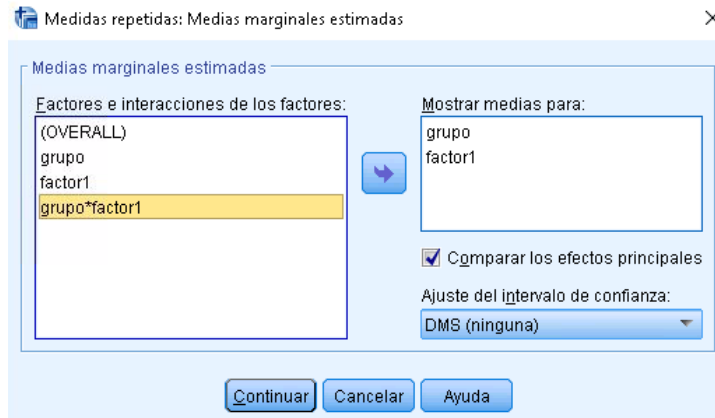 Medidas repetidas: Medias marginales estimadas
Medias marginales estimadas
Factores e interacciones de los factores:
(OVERALL)
grupo
factor1
grupo*factor1
Mostrar medias para:
grupo
factor1
Comparar los efectos principales
Ajuste del intervalo de confianza:
DMS (ninguna)
Continuar
Cancelar
Ayuda